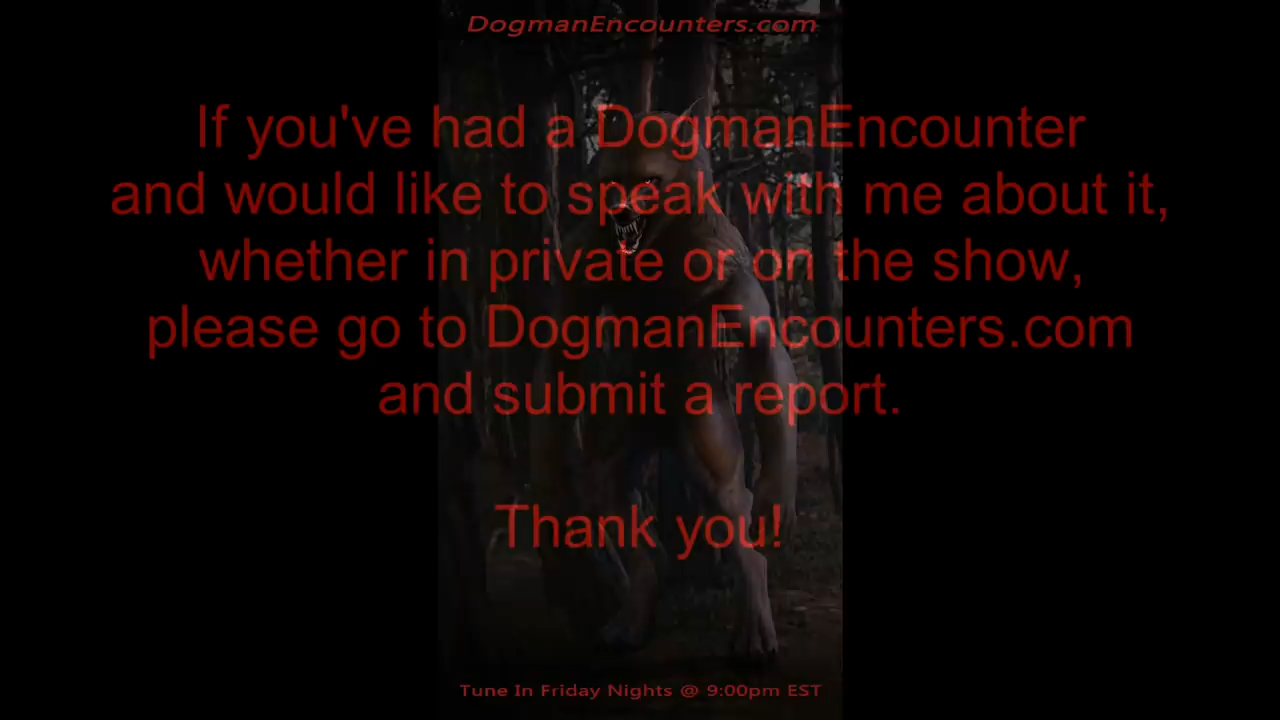 DogmanEncounters.com
If you've had a DogmanEncounter
and would like to speak with me about it,
whether in private or on the show,
please go to DogmanEncounters.com
and submit a report.
Thank you!
Tune In Friday Nights @ 9:00pm EST